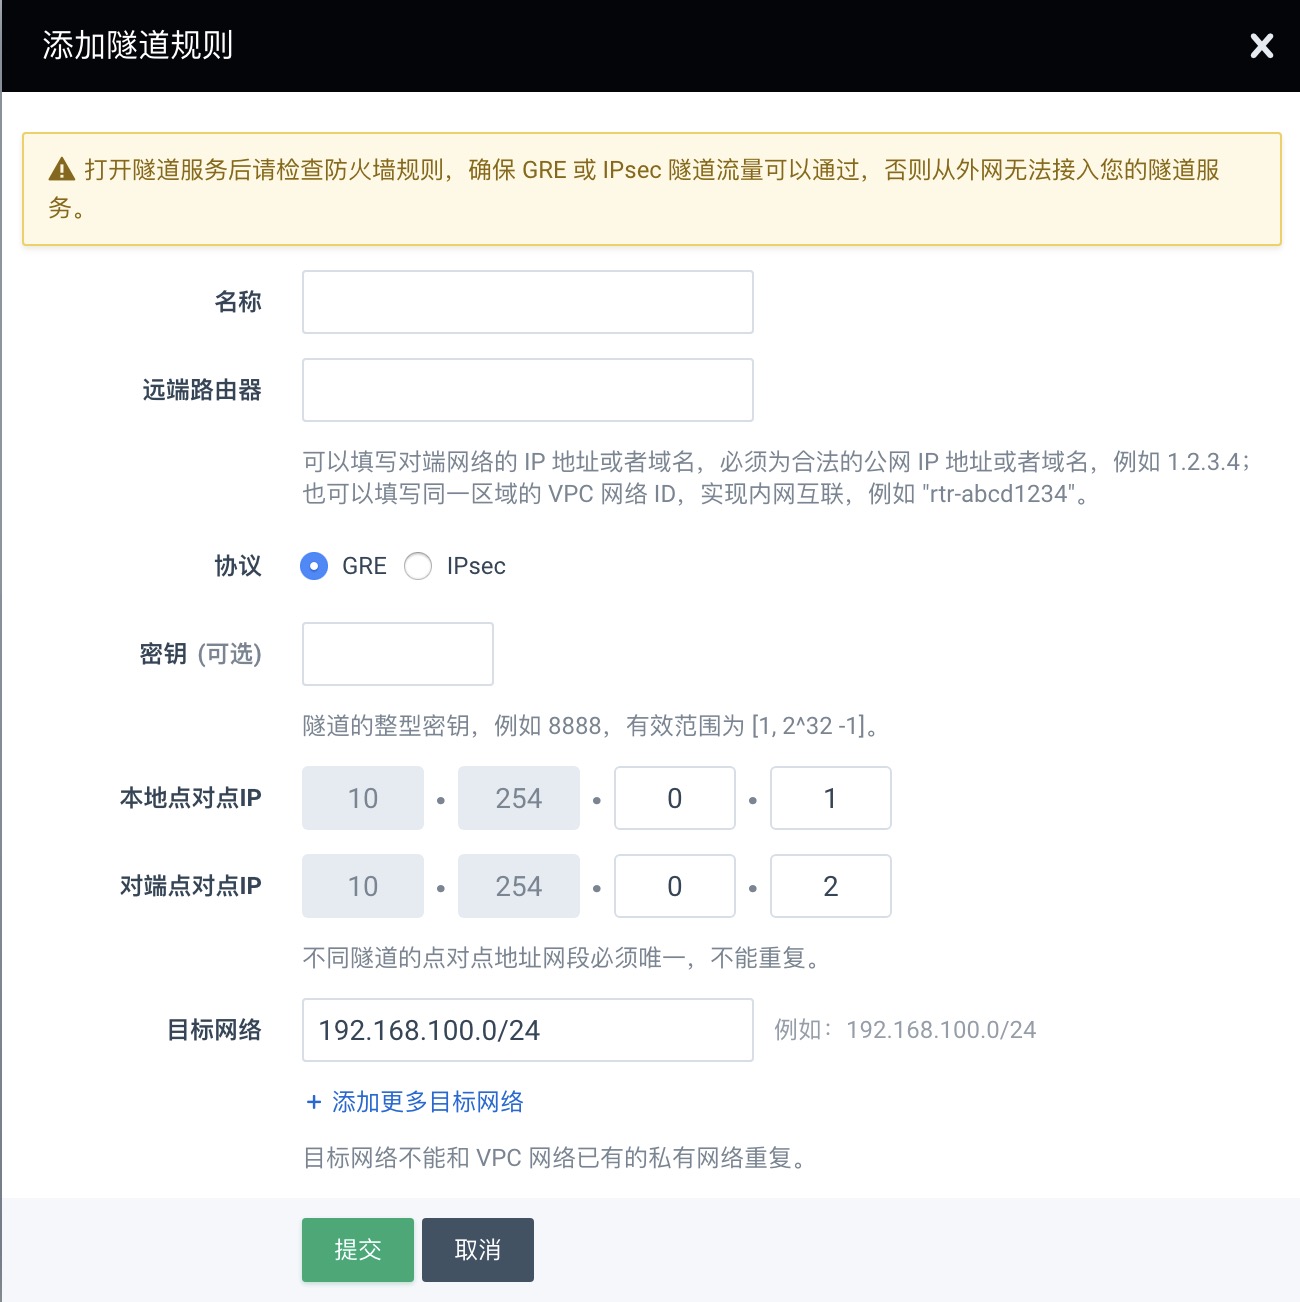 添加隧道规则
打开隧道服务后请检查防火墙规则，确保 GRE 或 IPsec 隧道流量可以通过，否则从外网无法接入您的隧道服
务。
名称
远端路由器
可以填写对端网络的 IP 地址或者域名，必须为合法的公网 IP 地址或者域名，例如 1.2.3.4；
也可以填写同一区域的 VPC 网络 ID，实现内网互联，例如 "rtr-abcd1234"。
协议 GRE IPsec
密钥 (可选)
隧道的整型密钥，例如 8888，有效范围为 [1, 2^32 -1]。
本地点对点IP 10 . 254 . 0 . 1
对端点对点IP 10 . 254 . 0 . 2
不同隧道的点对点地址网段必须唯一，不能重复。
目标网络 192.168.100.0/24 例如：192.168.100.0/24
+ 添加更多目标网络
目标网络不能和 VPC 网络已有的私有网络重复。
提交 取消